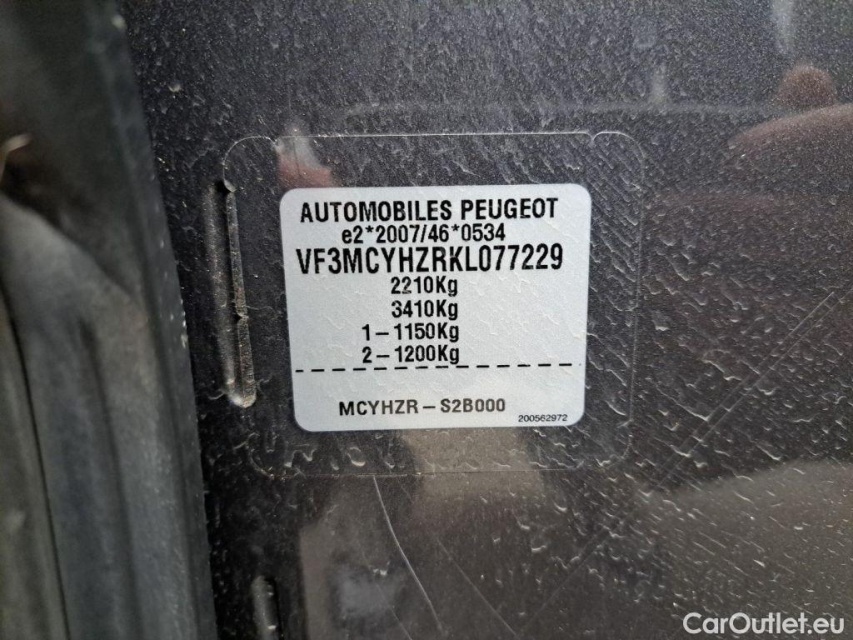 AUTOMOBILES PEUGEOT
e2*2007/46*0534
VF3MCYHZRKL077229
2210Kg
3410Kg
1-1150Kg
2-1200Kg
MCYHZR-S2B000
200562972
CarOutlet.eu